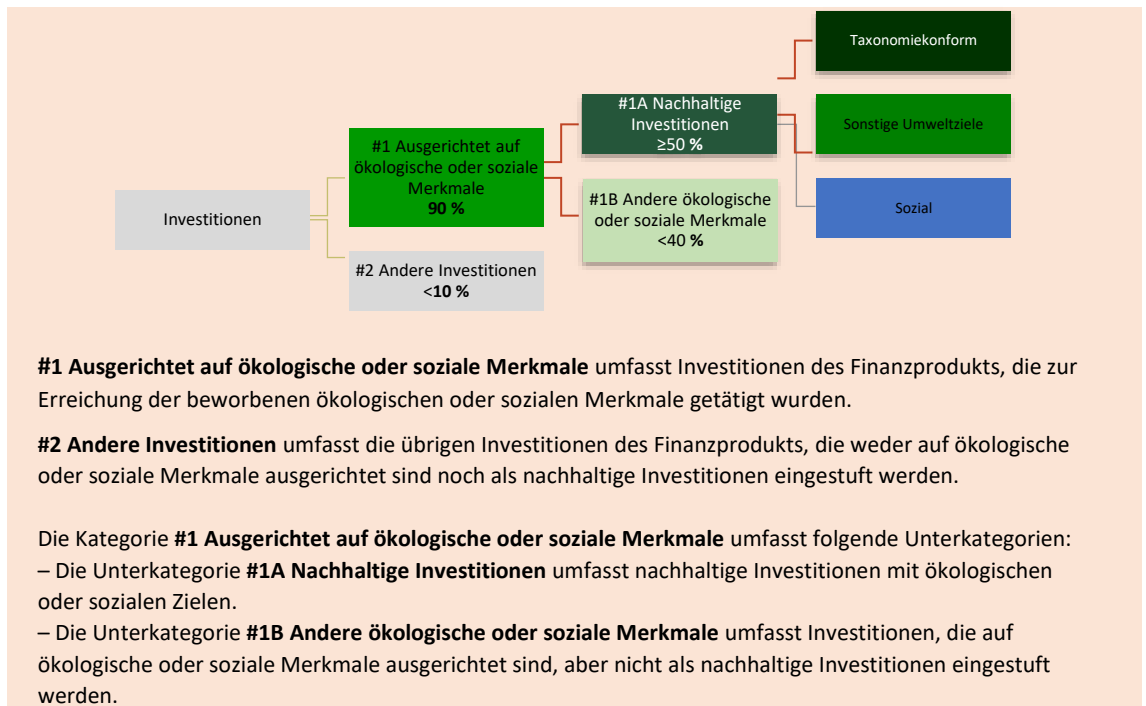 Taxonomiekonform
#1A Nachhaltige
Investitionen
≥50 %
Sonstige Umweltziele
#1 Ausgerichtet auf
ökologische oder soziale
Merkmale
90 %
#1B Andere ökologische
oder soziale Merkmale
<40 %
Sozial
Investitionen
#2 Andere Investitionen
<10 %
#1 Ausgerichtet auf ökologische oder soziale Merkmale umfasst Investitionen des Finanzprodukts, die zur
Erreichung der beworbenen ökologischen oder sozialen Merkmale getätigt wurden.
#2 Andere Investitionen umfasst die übrigen Investitionen des Finanzprodukts, die weder auf ökologische
oder soziale Merkmale ausgerichtet sind noch als nachhaltige Investitionen eingestuft werden.
Die Kategorie #1 Ausgerichtet auf ökologische oder soziale Merkmale umfasst folgende Unterkategorien:
– Die Unterkategorie #1A Nachhaltige Investitionen umfasst nachhaltige Investitionen mit ökologischen
oder sozialen Zielen.
– Die Unterkategorie #1B Andere ökologische oder soziale Merkmale umfasst Investitionen, die auf
ökologische oder soziale Merkmale ausgerichtet sind, aber nicht als nachhaltige Investitionen eingestuft
werden.